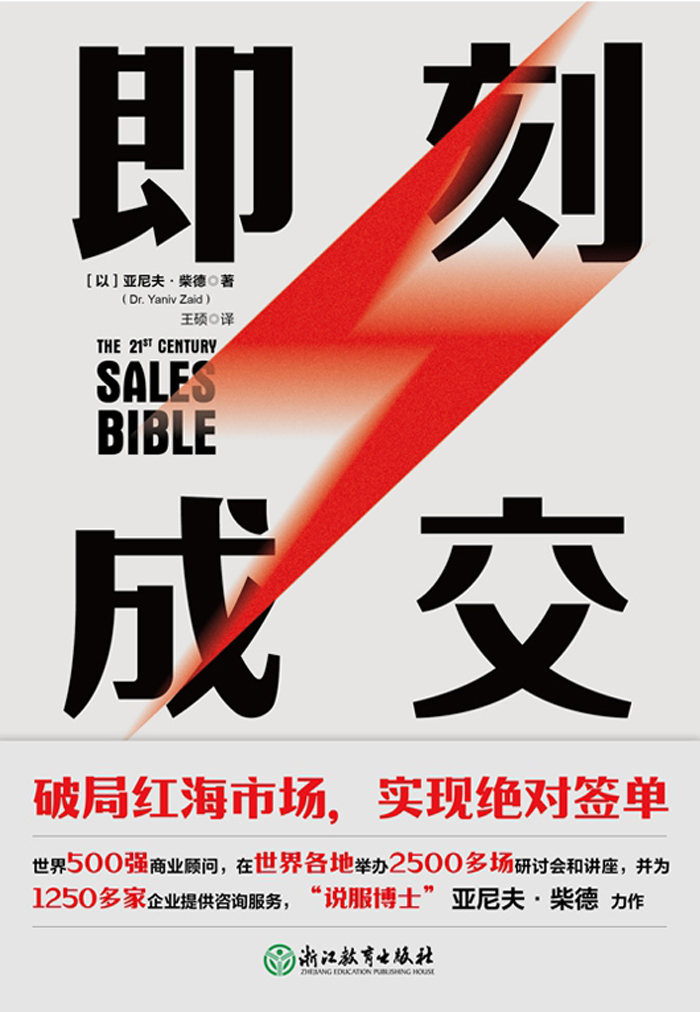 即刻
[以]亚尼夫·柴德◎著
(Dr. Yaniv Zaid)
王硕◎译
THE 21ST CENTURY
SALES
BIBLE
成交
破局红海市场，实现绝对签单
世界500强商业顾问，在世界各地举办2500多场研讨会和讲座，并为
1250多家企业提供咨询服务，“说服博士”亚尼夫·柴德 力作
浙江教育出版社
ZHEJIANG EDUCATION PUBLISHING HOUSE